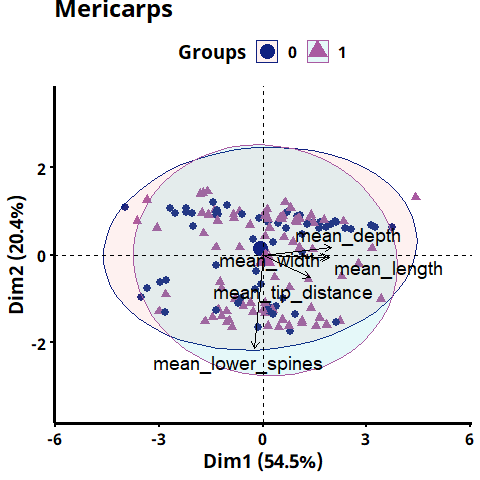 Mericarps
Groups 0 1
Dim2 (20.4%)
2
0
-2
mean_depth
mean_width
mean_length
mean_tip_distance
mean_lower_spines
-6 -3 0 3 6
Dim1 (54.5%)